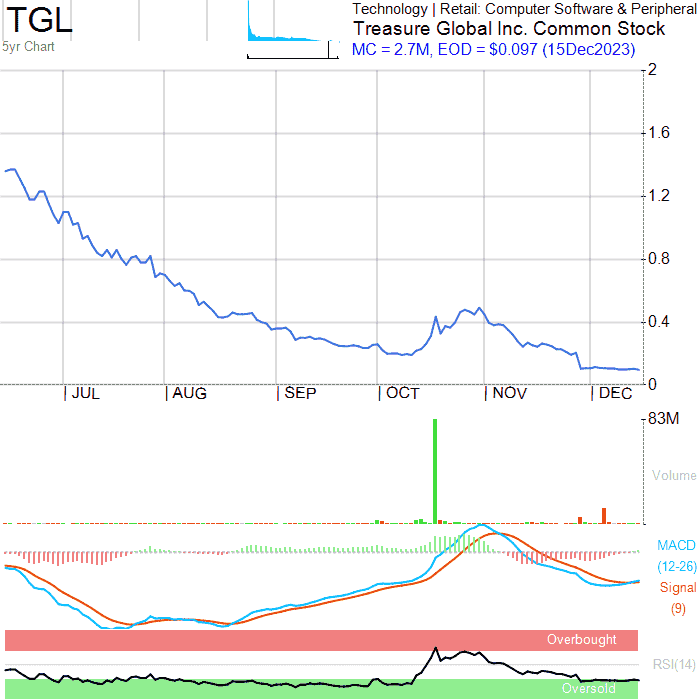 TGL
5yr Chart
Technology | Retail: Computer Software & Peripheral
Treasure Global Inc. Common Stock
MC = 2.7M, EOD = $0.097 (15Dec2023)
2
1.6
1.2
0.8
0.4
0
JUL
AUG
SEP
OCT
NOV
DEC
83M
Volume
MACD
(12-26)
Signal
(9)
Overbought
RSI(14)
Oversold